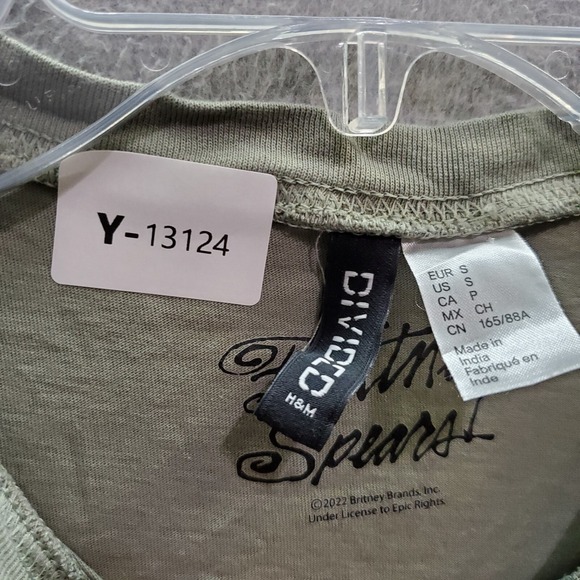 Y-13124
DIVIDED
H&M
EUR S
US S
CA P
MX CH
CN 165/88A
Made in
India
Fabriqué en
Inde
Spears!
©2022 Britney Brands, Inc.
Under License to Epic Rights